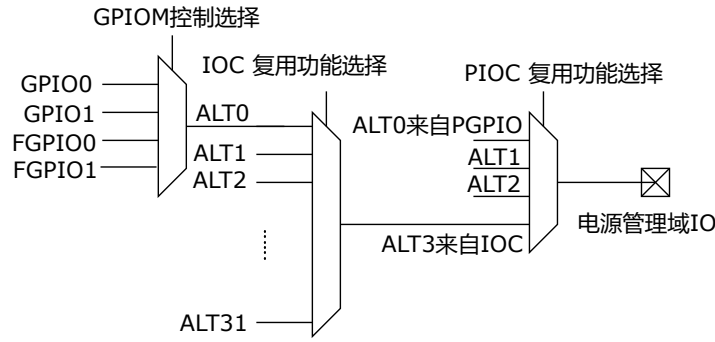 GPIOM控制选择
IOC 复用功能选择
PIOC 复用功能选择
GPIO0
GPIO1
FGPIO0
FGPIO1
ALT0
ALT1
ALT2
ALT31
ALT0来自PGPIO
ALT1
ALT2
ALT3来自IOC
电源管理域IO